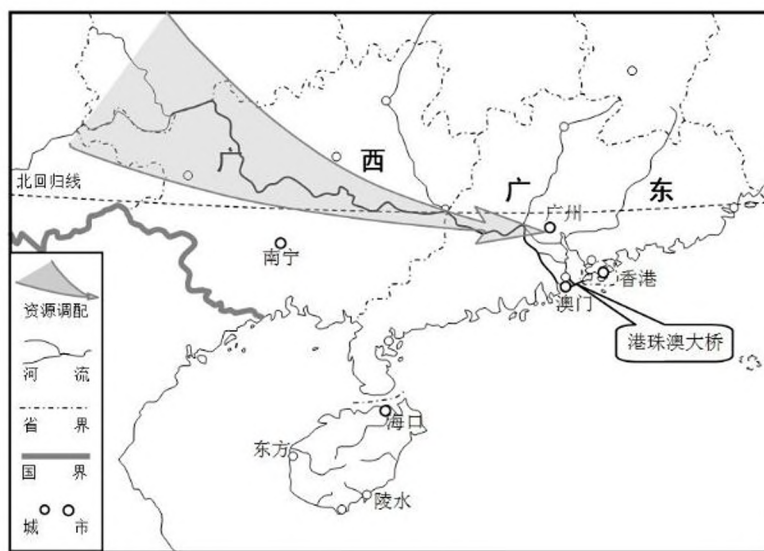 广 西
广 东
北回归线
广州
南宁
香港
澳门
港珠澳大桥
海口
东方
陵水
资源调配
河 流
省 界
国 界
城 市